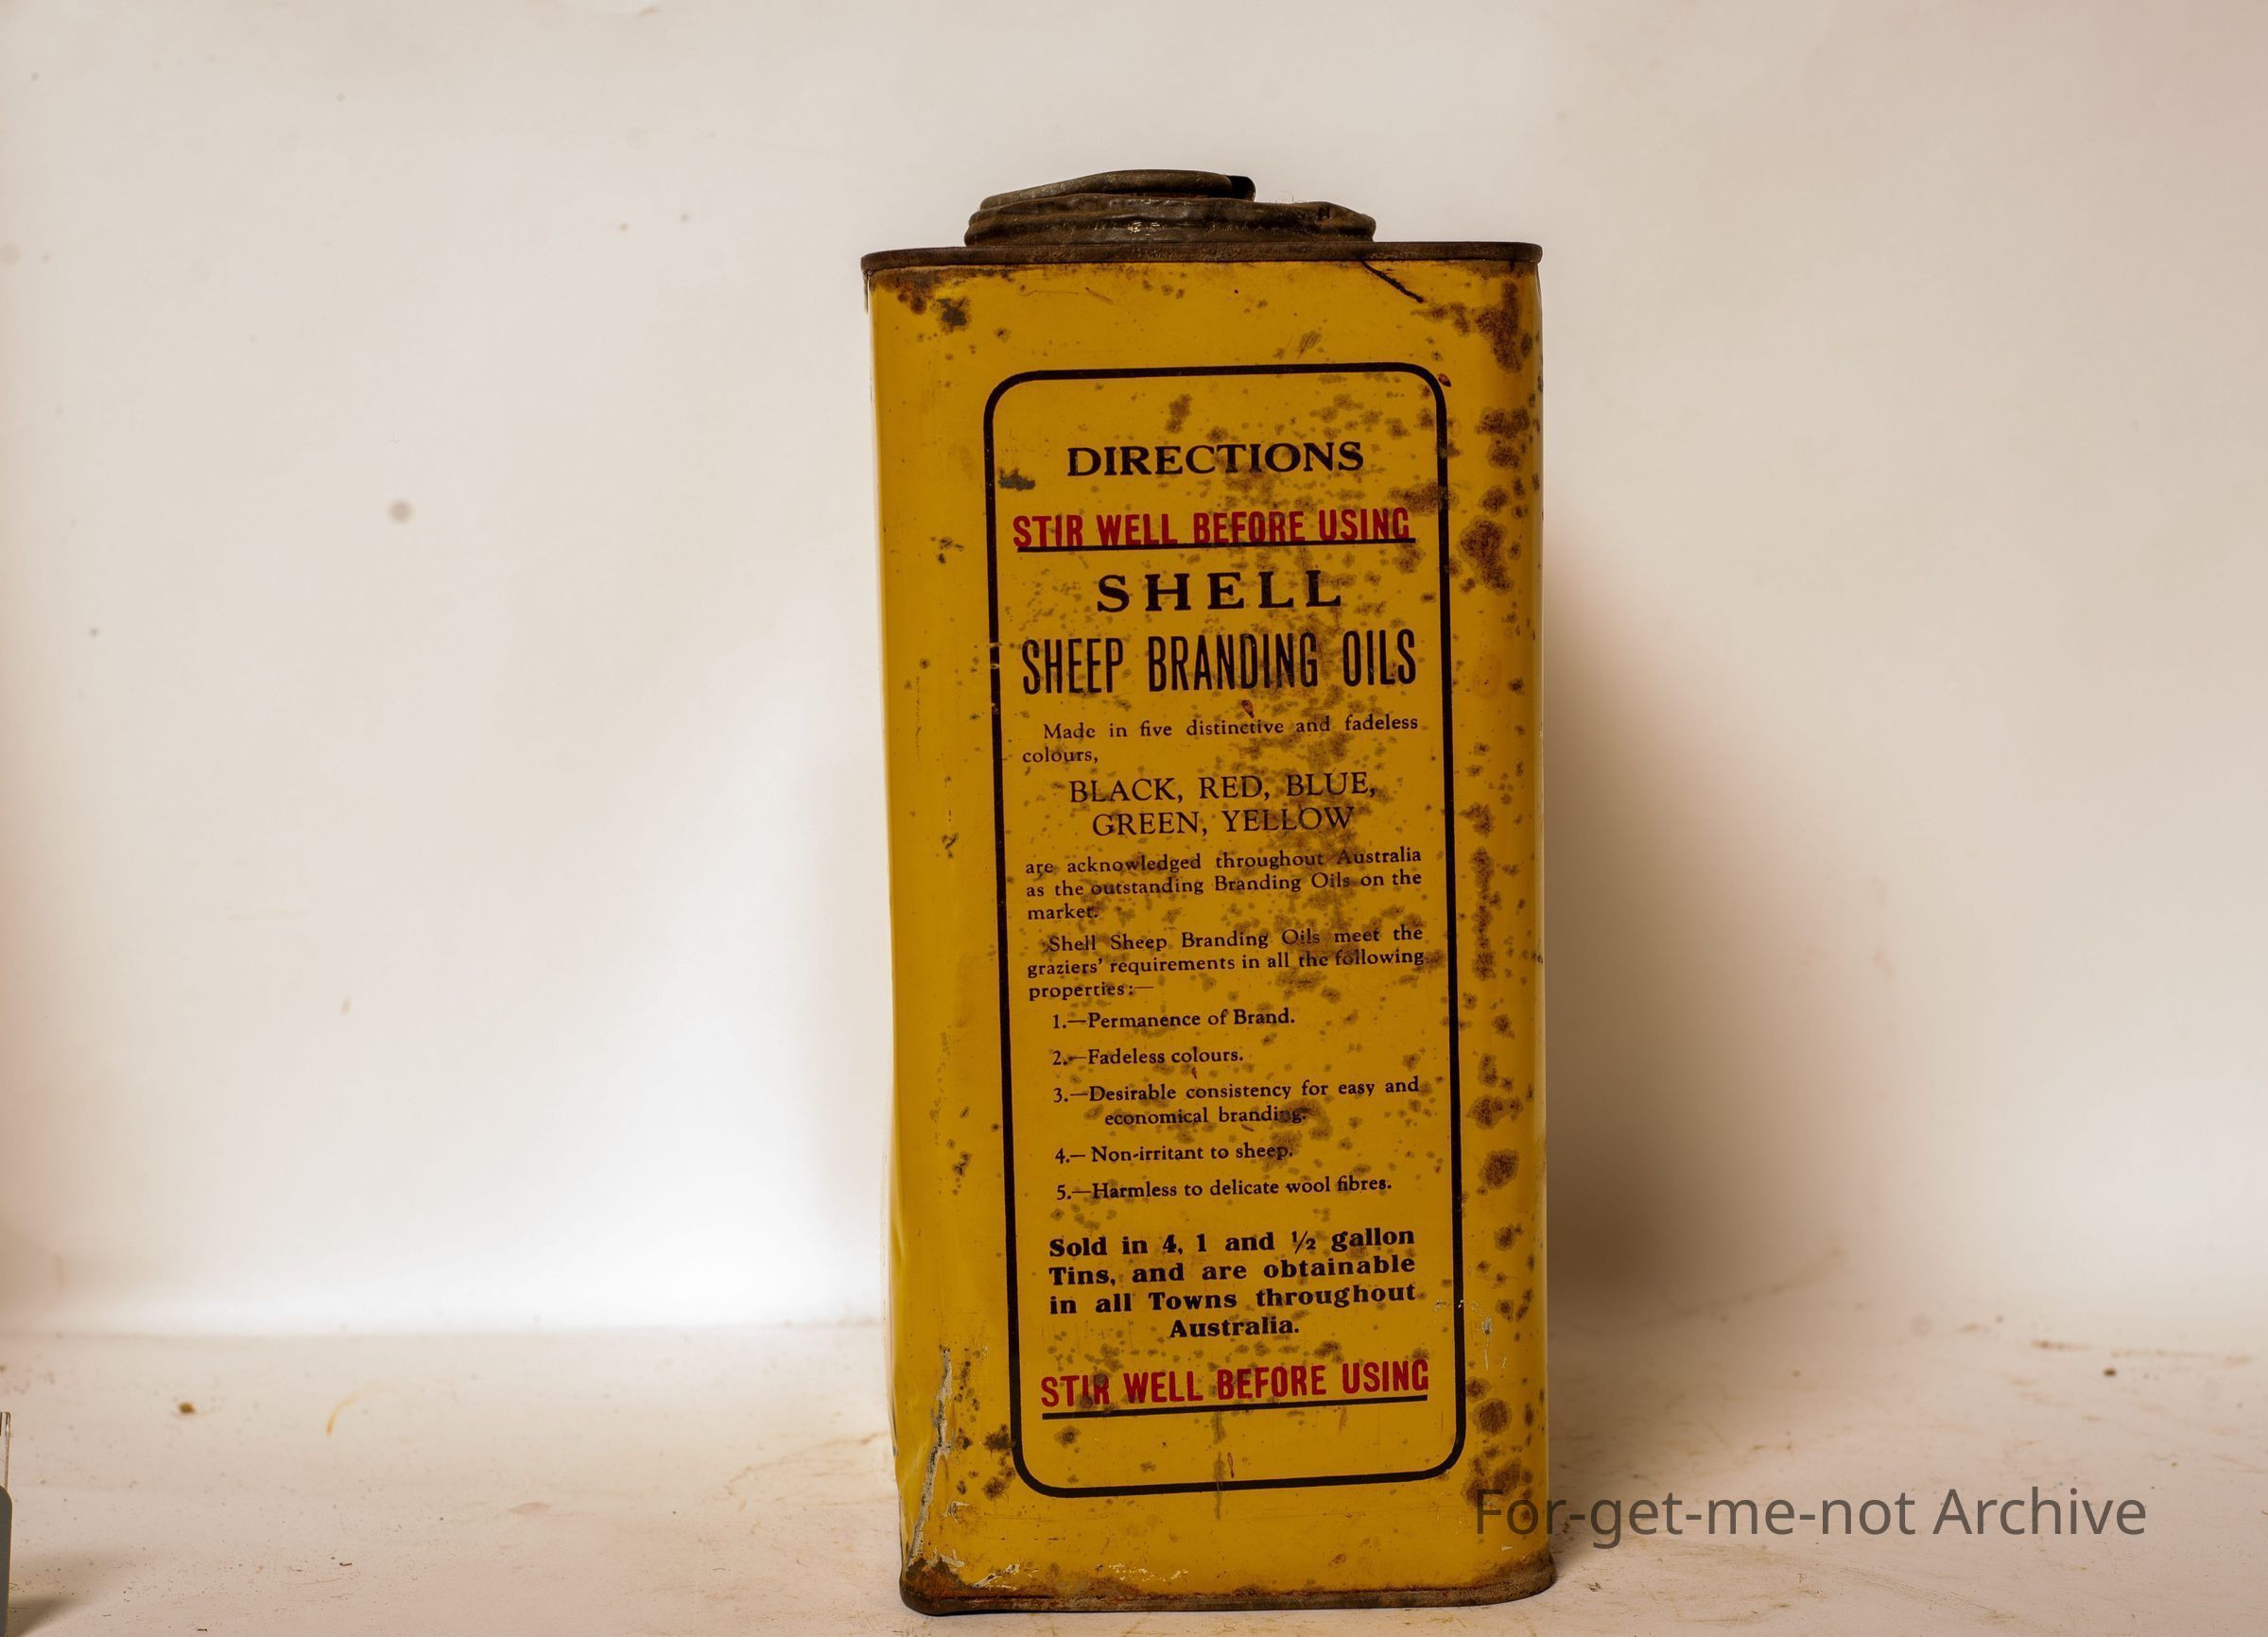 DIRECTIONS
STIR WELL BEFORE USING
SHELL
SHEEP BRANDING OILS
Made in five distinctive and fadeless
colours,
BLACK, RED, BLUE,
GREEN, YELLOW
are acknowledged throughout Australia
as the outstanding Branding Oils on the
market.
Shell Sheep Branding Oils meet the
graziers' requirements in all the following
properties:—
1.—Permanence of Brand.
2.—Fadeless colours.
3.—Desirable consistency for easy and
economical branding.
4.— Non-irritant to sheep.
5.—Harmless to delicate wool fibres.
Sold in 4, 1 and ½ gallon
Tins, and are obtainable
in all Towns throughout
Australia.
STIR WELL BEFORE USING
For-get-me-not Archive